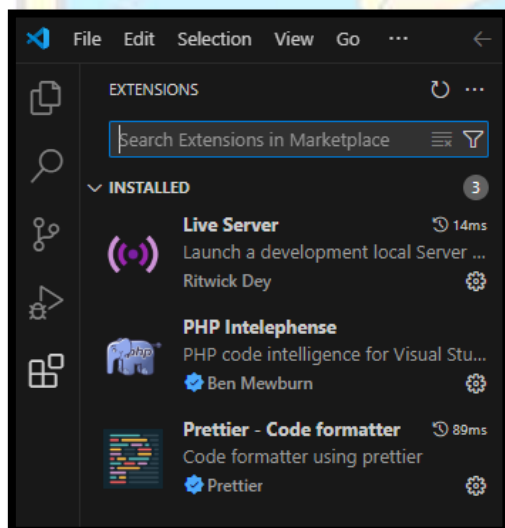 File Edit Selection View Go ...
EXTENSIONS
Search Extensions in Marketplace
INSTALLED 3
Live Server 14ms
Launch a development local Server ...
Ritwick Dey
PHP Intelephense
php
PHP code intelligence for Visual Stu...
Ben Mewburn
Prettier - Code formatter 89ms
Code formatter using prettier
Prettier